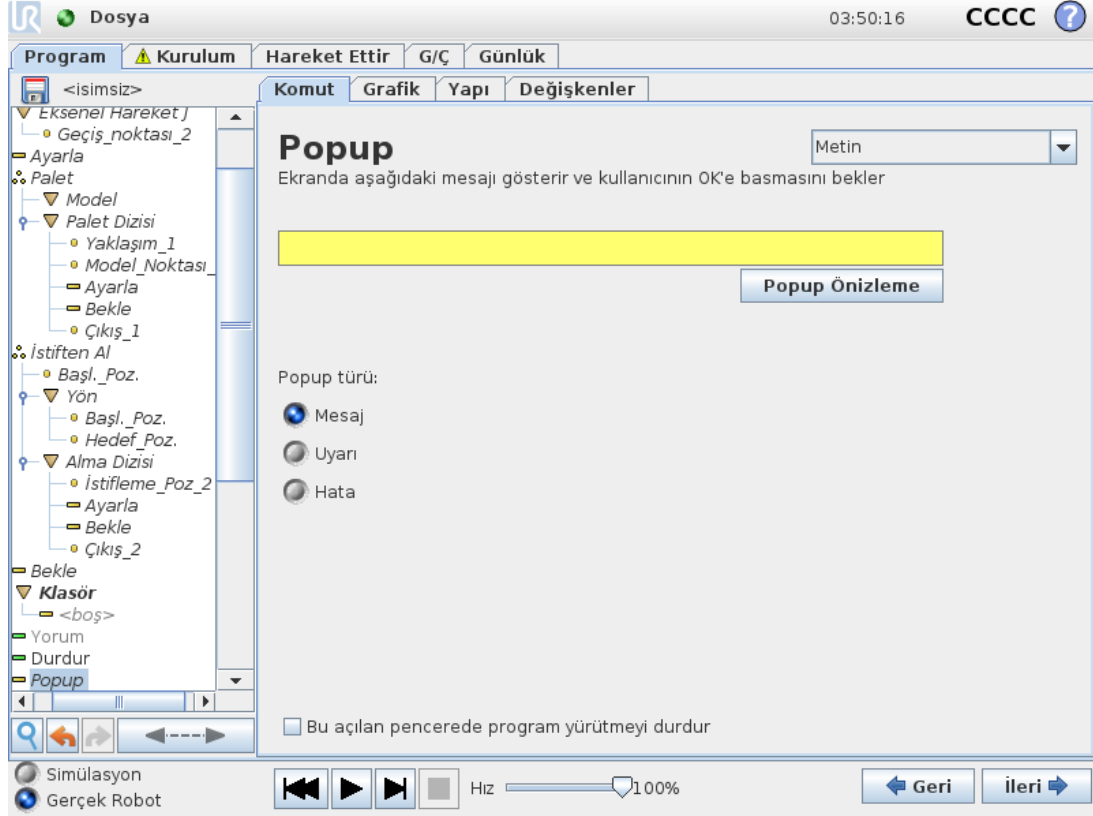 UR
Dosya
03:50:16
CCCC
?
Program
Kurulum
Hareket Ettir
G/Ç
Günlük
<isimsiz>
Komut
Grafik
Yapı
Değişkenler
Eksenel Hareket J
Geçiş_noktası_2
Ayarla
Palet
Model
Palet Dizisi
Yaklaşım_1
Model_Noktası_
Ayarla
Bekle
Çıkış_1
İstiften Al
Başl._Poz.
Yön
Başl._Poz.
Hedef_Poz.
Alma Dizisi
İstifleme_Poz_2
Ayarla
Bekle
Çıkış_2
Bekle
Klasör
<boş>
Yorum
Durdur
Popup
Popup
Metin
Ekranda aşağıdaki mesajı gösterir ve kullanıcının OK'e basmasını bekler
Popup Önizleme
Popup türü:
Mesaj
Uyarı
Hata
Bu açılan pencerede program yürütmeyi durdur
Simülasyon
Gerçek Robot
Hız
100%
Geri
İleri